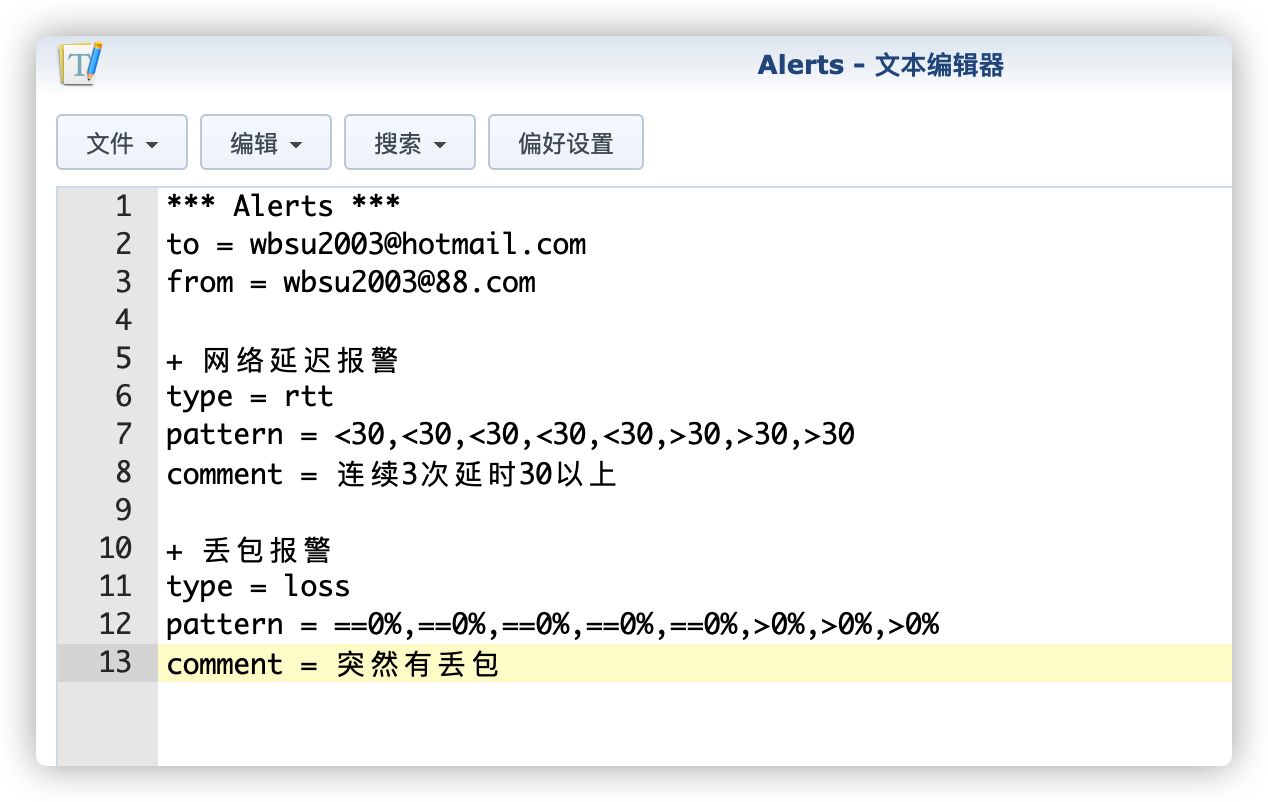 Alerts - 文本编辑器
文件 编辑 搜索 偏好设置
1 *** Alerts ***
2 to = wbsu2003@hotmail.com
3 from = wbsu2003@88.com
4
5 + 网络延迟报警
6 type = rtt
7 pattern = <30,<30,<30,<30,<30,>30,>30,>30
8 comment = 连续3次延时30以上
9
10 + 丢包报警
11 type = loss
12 pattern = ==0%,==0%,==0%,==0%,==0%,>0%,>0%,>0%
13 comment = 突然有丢包